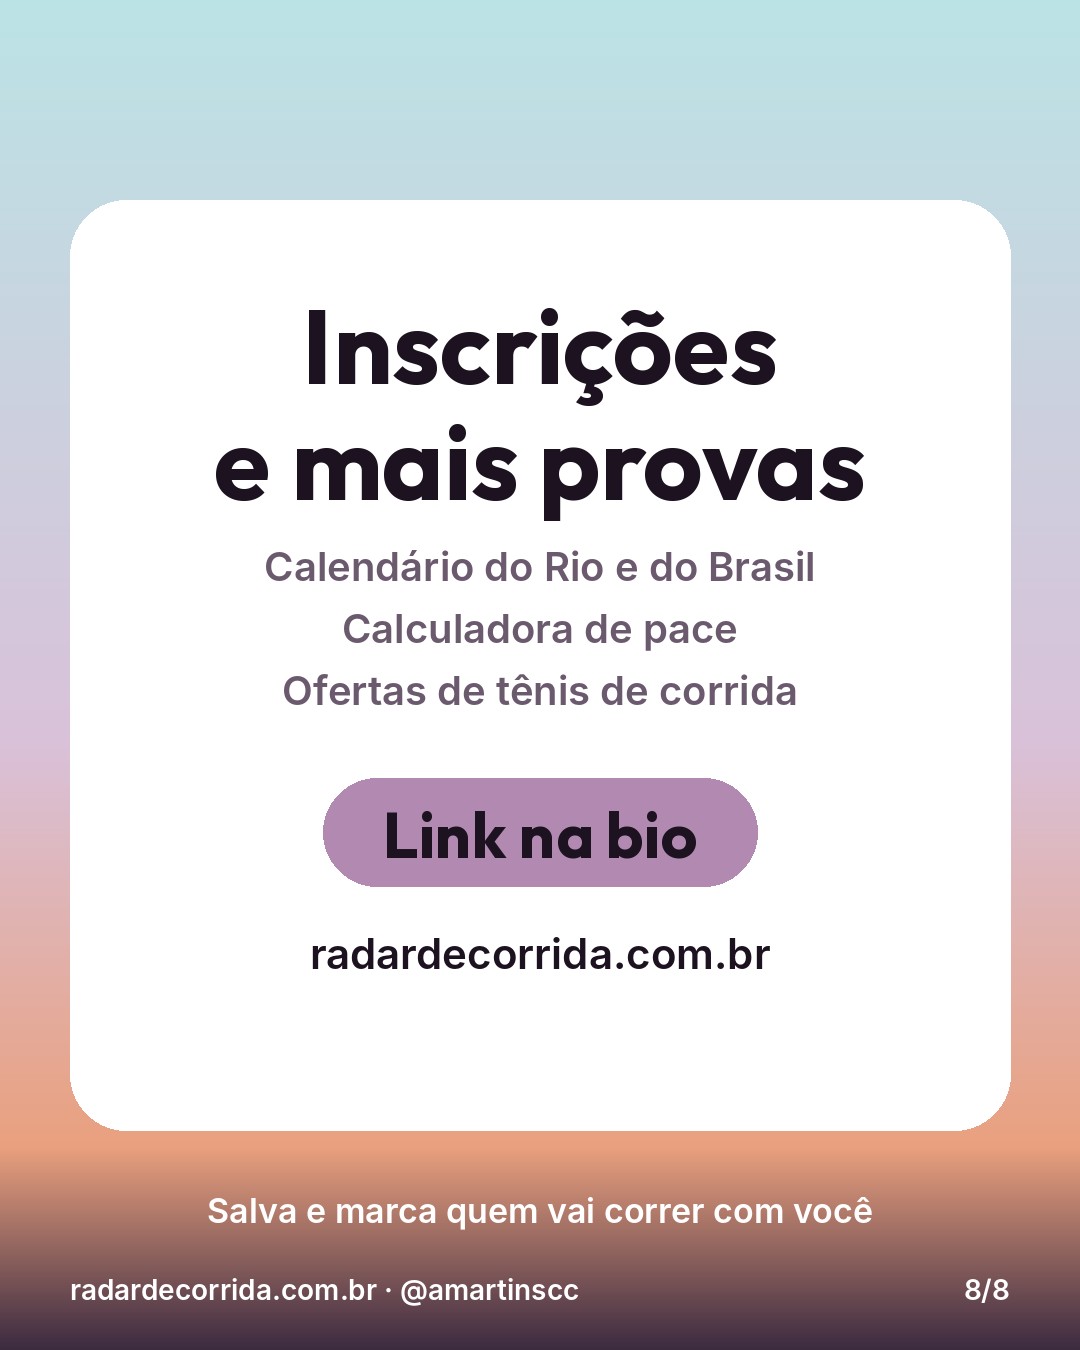 Inscrições
e mais provas
Calendário do Rio e do Brasil
Calculadora de pace
Ofertas de tênis de corrida
Link na bio
radardecorrida.com.br
Salva e marca quem vai correr com você
radardecorrida.com.br · @amartinscc
8/8